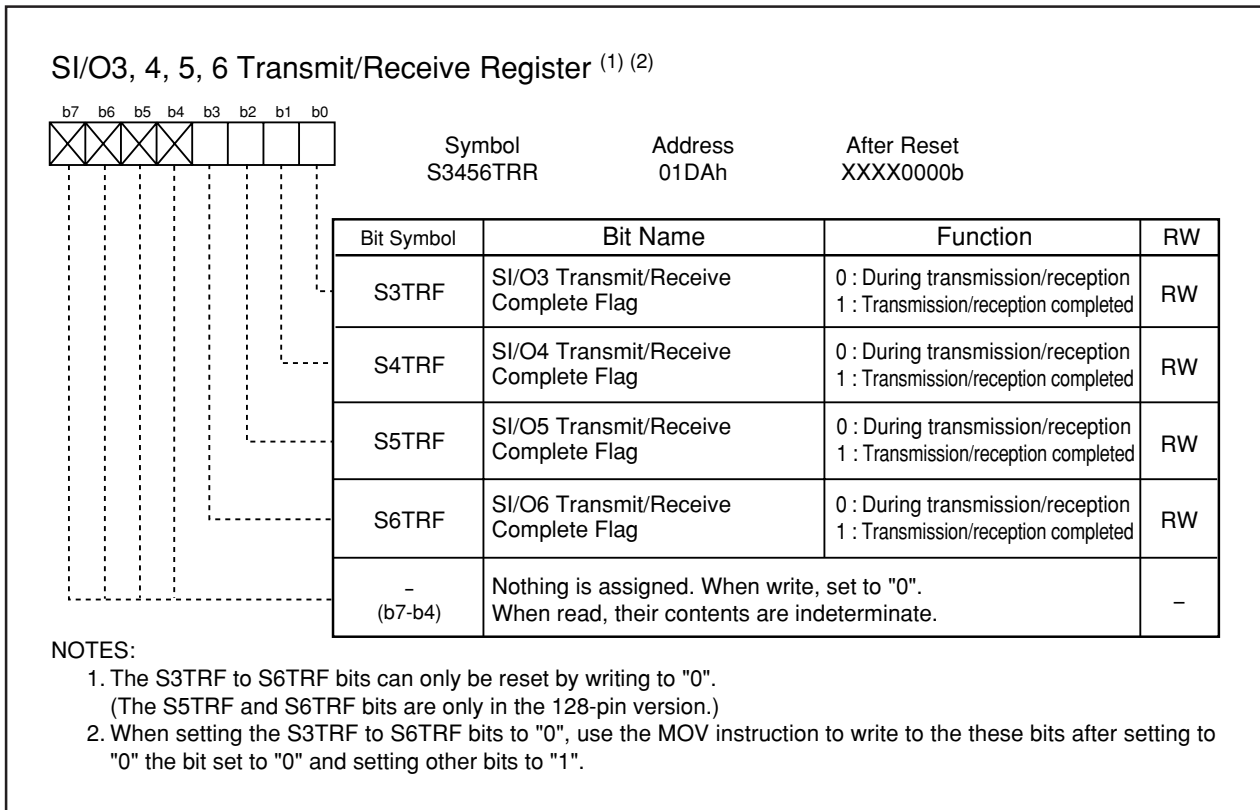 SI/O3, 4, 5, 6 Transmit/Receive Register (1) (2)
b7 b6 b5 b4 b3 b2 b1 b0
Symbol Address After Reset
S3456TRR 01DAh XXXX0000b
Bit Symbol Bit Name Function RW
S3TRF SI/O3 Transmit/Receive Complete Flag 0 : During transmission/reception 1 : Transmission/reception completed RW
S4TRF SI/O4 Transmit/Receive Complete Flag 0 : During transmission/reception 1 : Transmission/reception completed RW
S5TRF SI/O5 Transmit/Receive Complete Flag 0 : During transmission/reception 1 : Transmission/reception completed RW
S6TRF SI/O6 Transmit/Receive Complete Flag 0 : During transmission/reception 1 : Transmission/reception completed RW
– (b7-b4) Nothing is assigned. When write, set to "0". When read, their contents are indeterminate. –
NOTES:
1. The S3TRF to S6TRF bits can only be reset by writing to "0".
(The S5TRF and S6TRF bits are only in the 128-pin version.)
2. When setting the S3TRF to S6TRF bits to "0", use the MOV instruction to write to the these bits after setting to
"0" the bit set to "0" and setting other bits to "1".